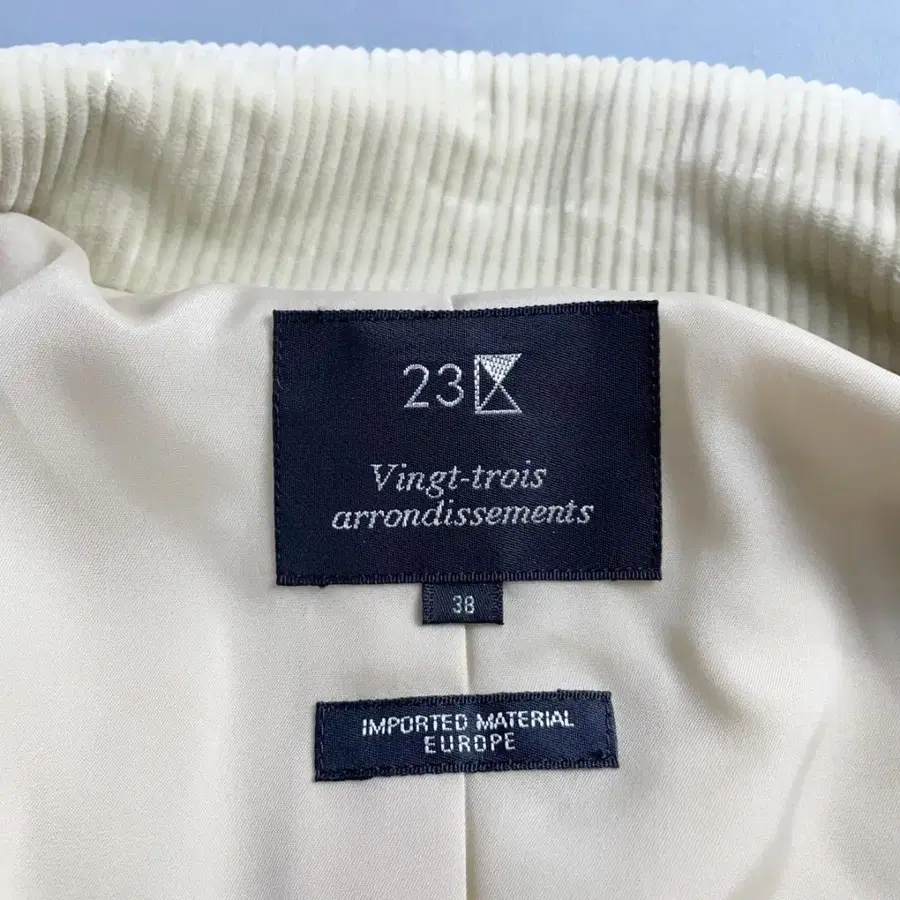 23
Vingt-trois
arrondissements
38
IMPORTED MATERIAL
EUROPE